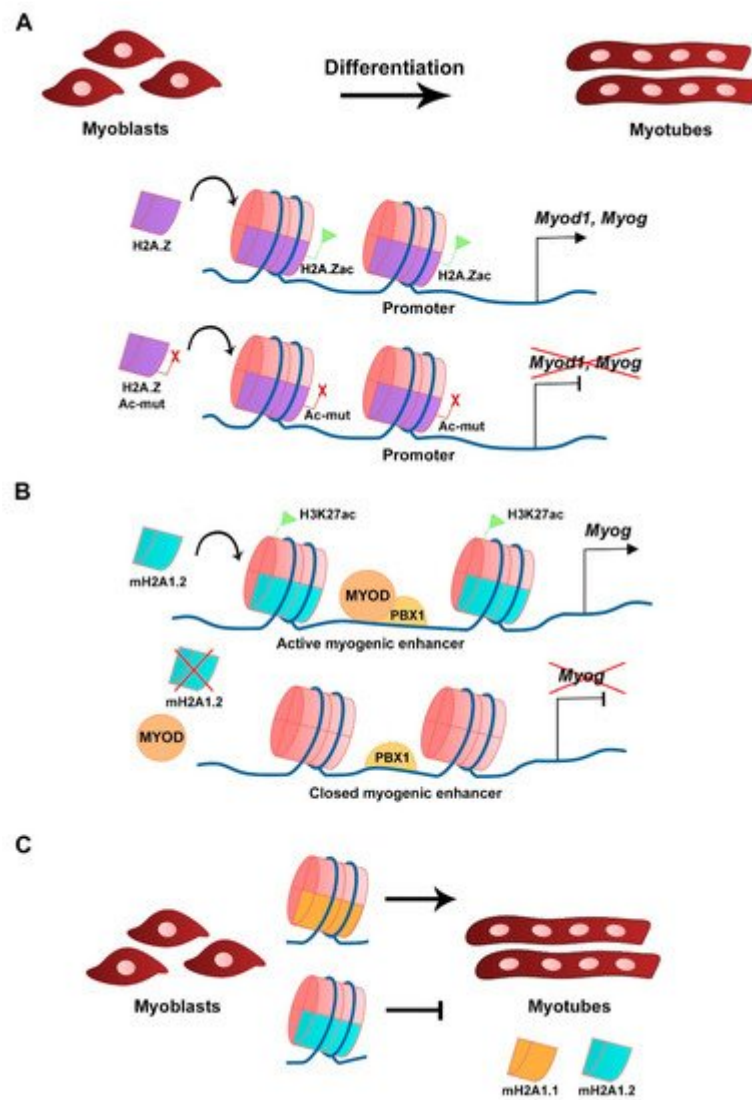 A
Differentiation
Myoblasts
Myotubes
H2A.Z
H2A.Zac
H2A.Zac
Myod1, Myog
Promoter
H2A.Z
Ac-mut
Ac-mut
Ac-mut
Myod1, Myog
Promoter
B
H3K27ac
H3K27ac
mH2A1.2
MYOD
PBX1
Myog
Active myogenic enhancer
mH2A1.2
MYOD
PBX1
Myog
Closed myogenic enhancer
C
Myoblasts
Myotubes
mH2A1.1
mH2A1.2